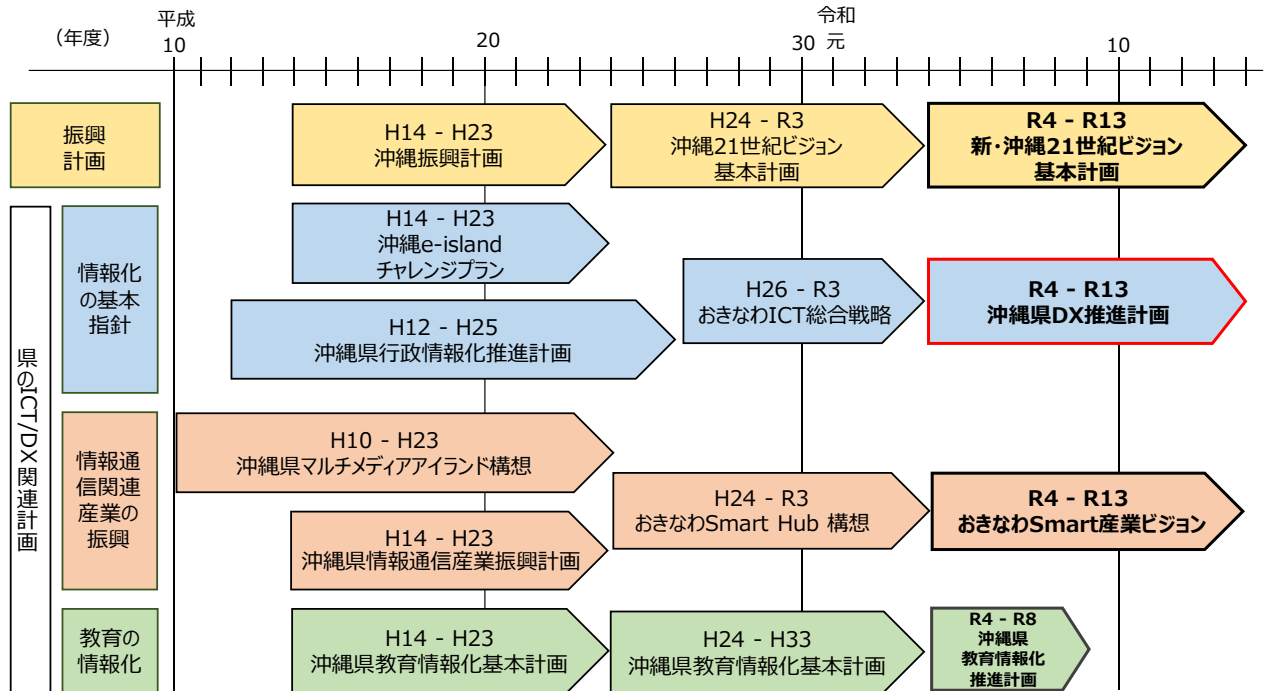 （年度）
平成
10
20
30
令和
元
10
振興
計画
H14 - H23
沖縄振興計画
H24 - R3
沖縄21世紀ビジョン
基本計画
R4 - R13
新・沖縄21世紀ビジョン
基本計画
県のICT/DX関連計画
情報化
の基本
指針
H14 - H23
沖縄e-island
チャレンジプラン
H12 - H25
沖縄県行政情報化推進計画
H26 - R3
おきなわICT総合戦略
R4 - R13
沖縄県DX推進計画
情報通
信関連
産業の
振興
H10 - H23
沖縄県マルチメディアアイランド構想
H14 - H23
沖縄県情報通信産業振興計画
H24 - R3
おきなわSmart Hub 構想
R4 - R13
おきなわSmart産業ビジョン
教育の
情報化
H14 - H23
沖縄県教育情報化基本計画
H24 - H33
沖縄県教育情報化基本計画
R4 - R8
沖縄県
教育情報化
推進計画